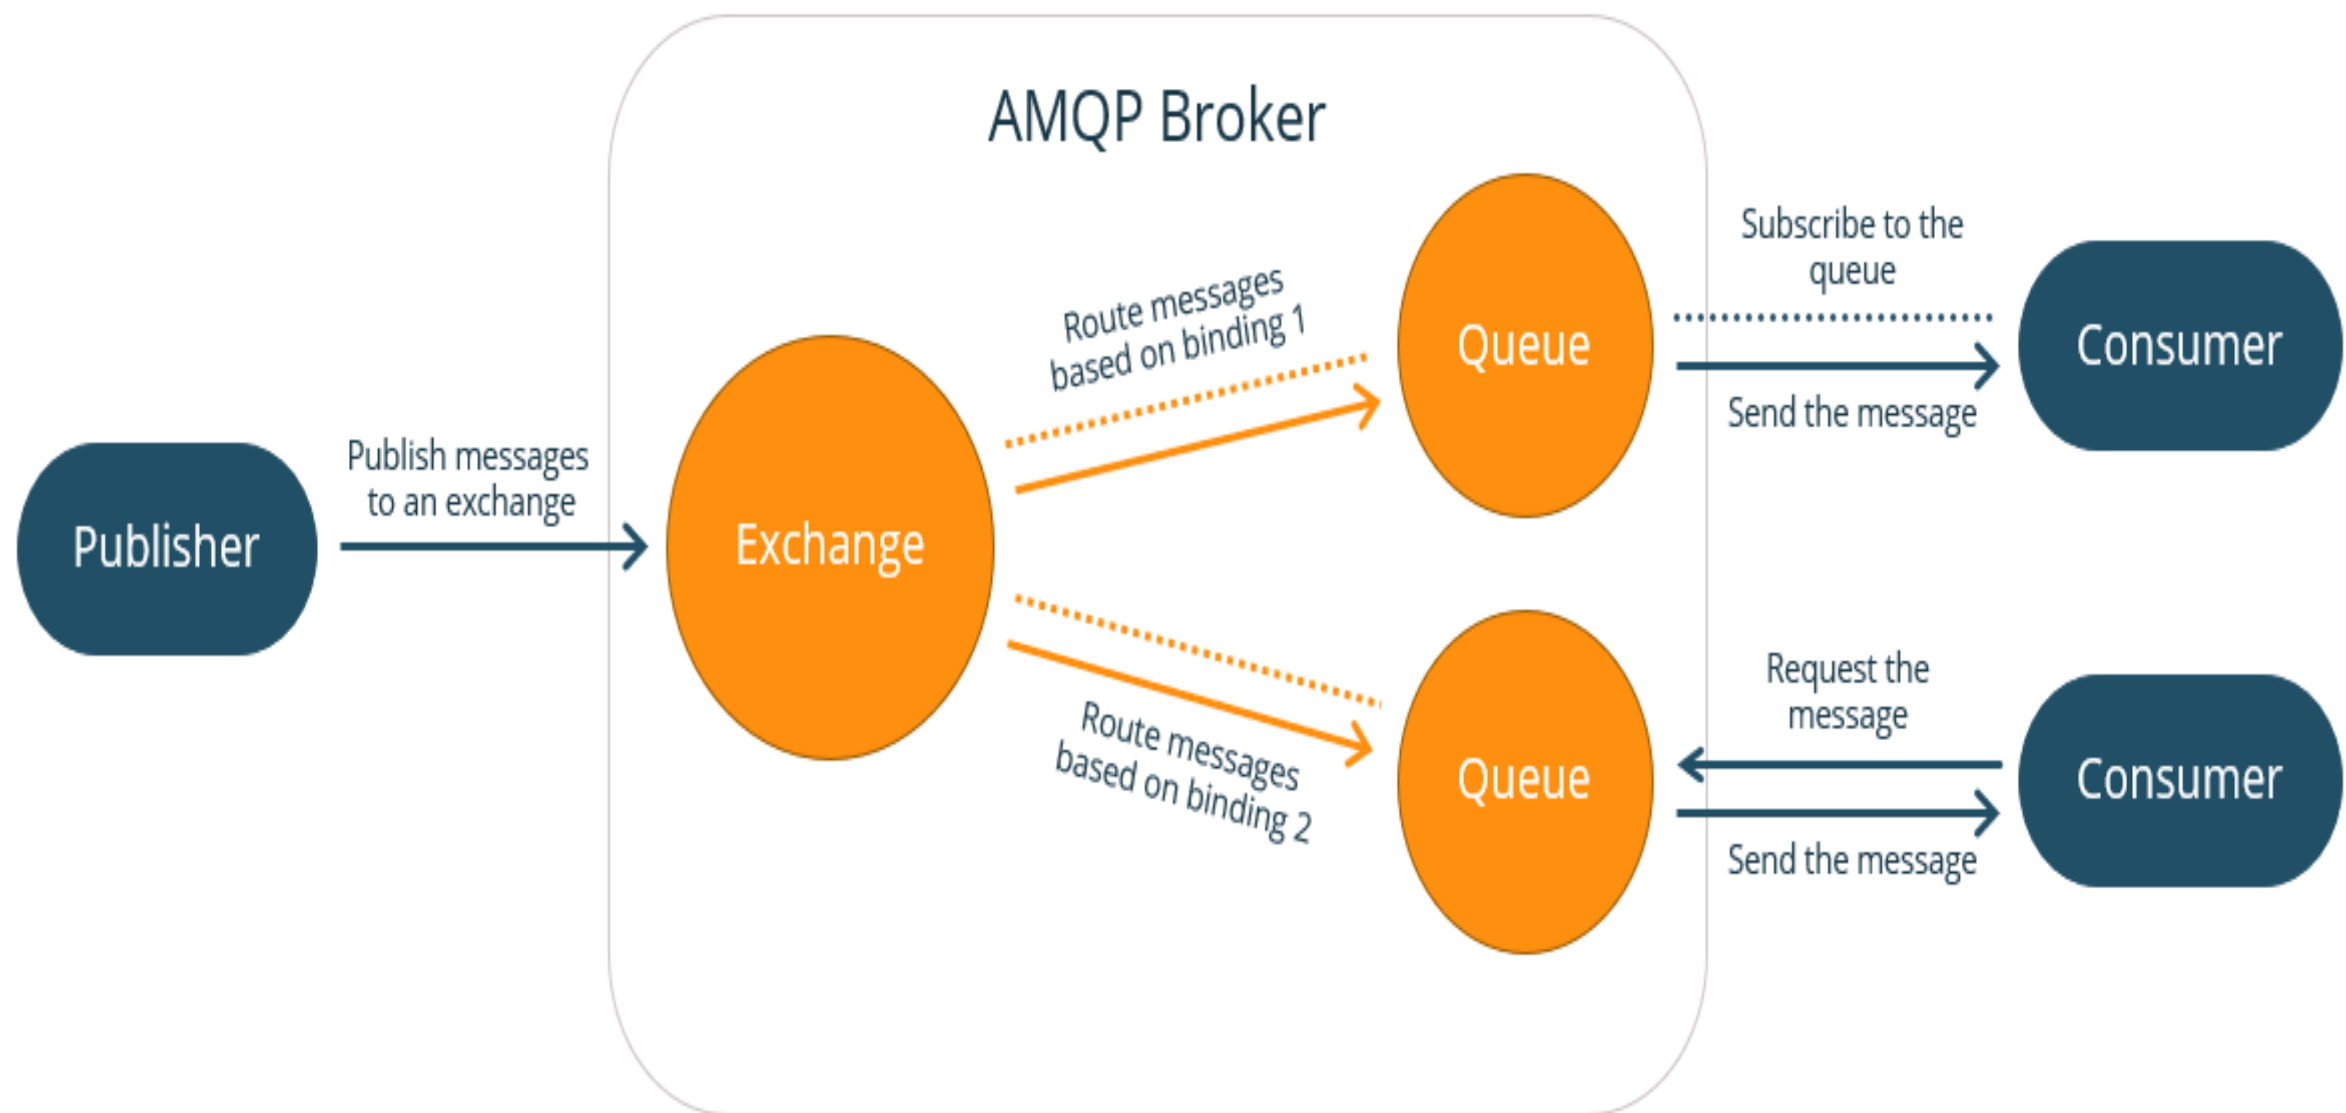 AMQP Broker
Publisher
Publish messages
to an exchange
Exchange
Route messages
based on binding 1
Queue
Subscribe to the
queue
Send the message
Consumer
Route messages
based on binding 2
Queue
Request the
message
Send the message
Consumer